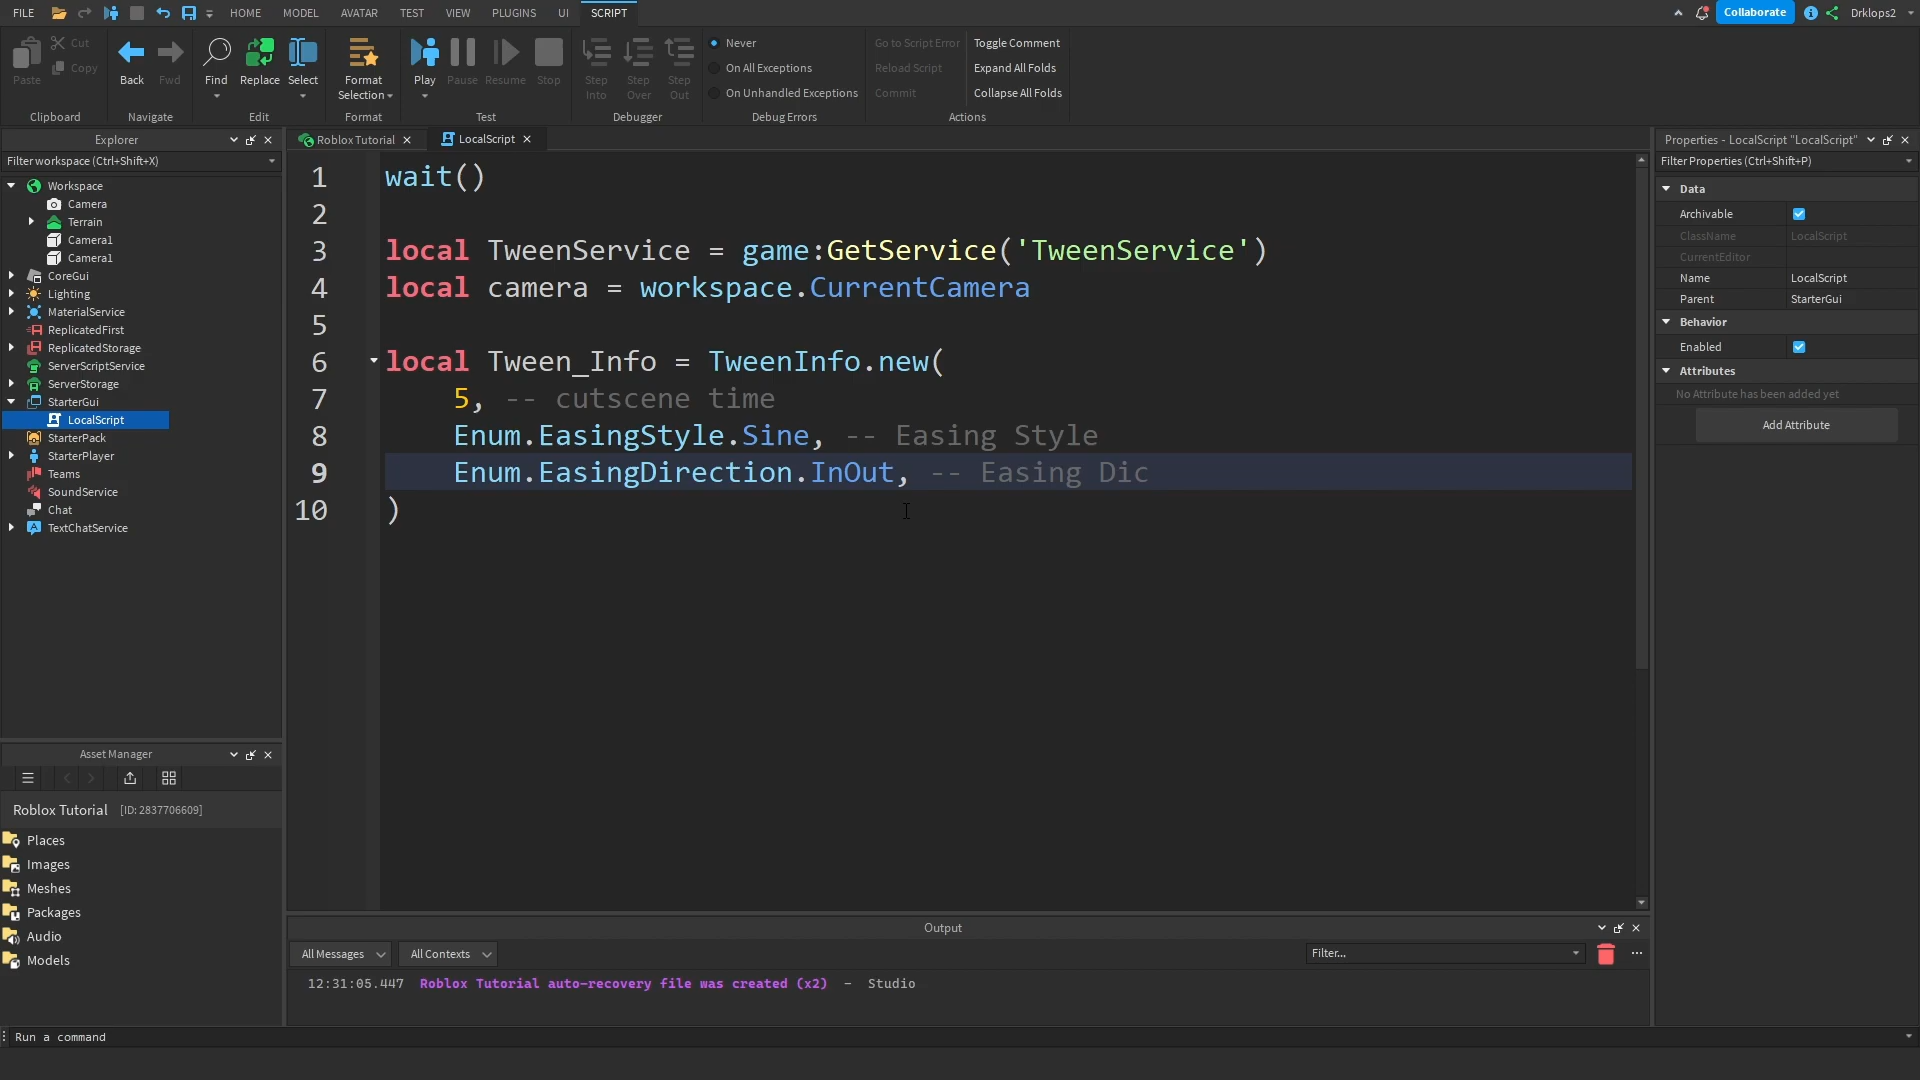 FILE HOME MODEL AVATAR TEST VIEW PLUGINS UI SCRIPT Collaborate Drklops2
Paste Cut Copy Back Fwd Find Replace Select Format Selection Play Pause Resume Stop Step Into Step Over Step Out
Never
On All Exceptions
On Unhandled Exceptions
Go to Script Error Toggle Comment
Reload Script Expand All Folds
Commit Collapse All Folds
Clipboard Navigate Edit Format Test Debugger Debug Errors Actions
Explorer
Filter workspace (Ctrl+Shift+X)
Workspace
Camera
Terrain
Camera1
Camera1
CoreGui
Lighting
MaterialService
ReplicatedFirst
ReplicatedStorage
ServerScriptService
ServerStorage
StarterGui
LocalScript
StarterPack
StarterPlayer
Teams
SoundService
Chat
TextChatService
Asset Manager
Roblox Tutorial [ID: 2837706609]
Places
Images
Meshes
Packages
Audio
Models
Roblox Tutorial LocalScript
1 wait()
2
3 local TweenService = game:GetService('TweenService')
4 local camera = workspace.CurrentCamera
5
6 local Tween_Info = TweenInfo.new(
7 5, -- cutscene time
8 Enum.EasingStyle.Sine, -- Easing Style
9 Enum.EasingDirection.InOut, -- Easing Dic
10 )
Output
All Messages All Contexts Filter...
12:31:05.447 Roblox Tutorial auto-recovery file was created (x2) - Studio
Run a command
Properties - LocalScript "LocalScript"
Filter Properties (Ctrl+Shift+P)
Data
Archivable
ClassName LocalScript
CurrentEditor
Name LocalScript
Parent StarterGui
Behavior
Enabled
Attributes
No Attribute has been added yet
Add Attribute